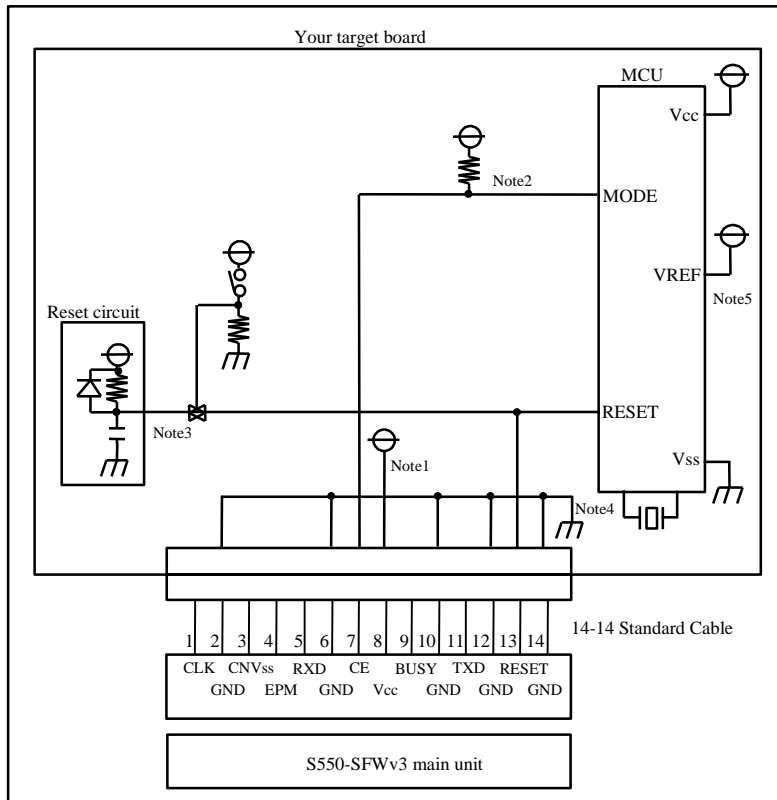 Your target board
MCU
Vcc
Note2
MODE
VREF
Note5
Reset circuit
Note3
RESET
Note1
Vss
Note4
14-14 Standard Cable
1 2 3 4 5 6 7 8 9 10 11 12 13 14
CLK CNVss RXD CE BUSY TXD RESET
GND EPM GND Vcc GND GND GND
S550-SFWv3 main unit